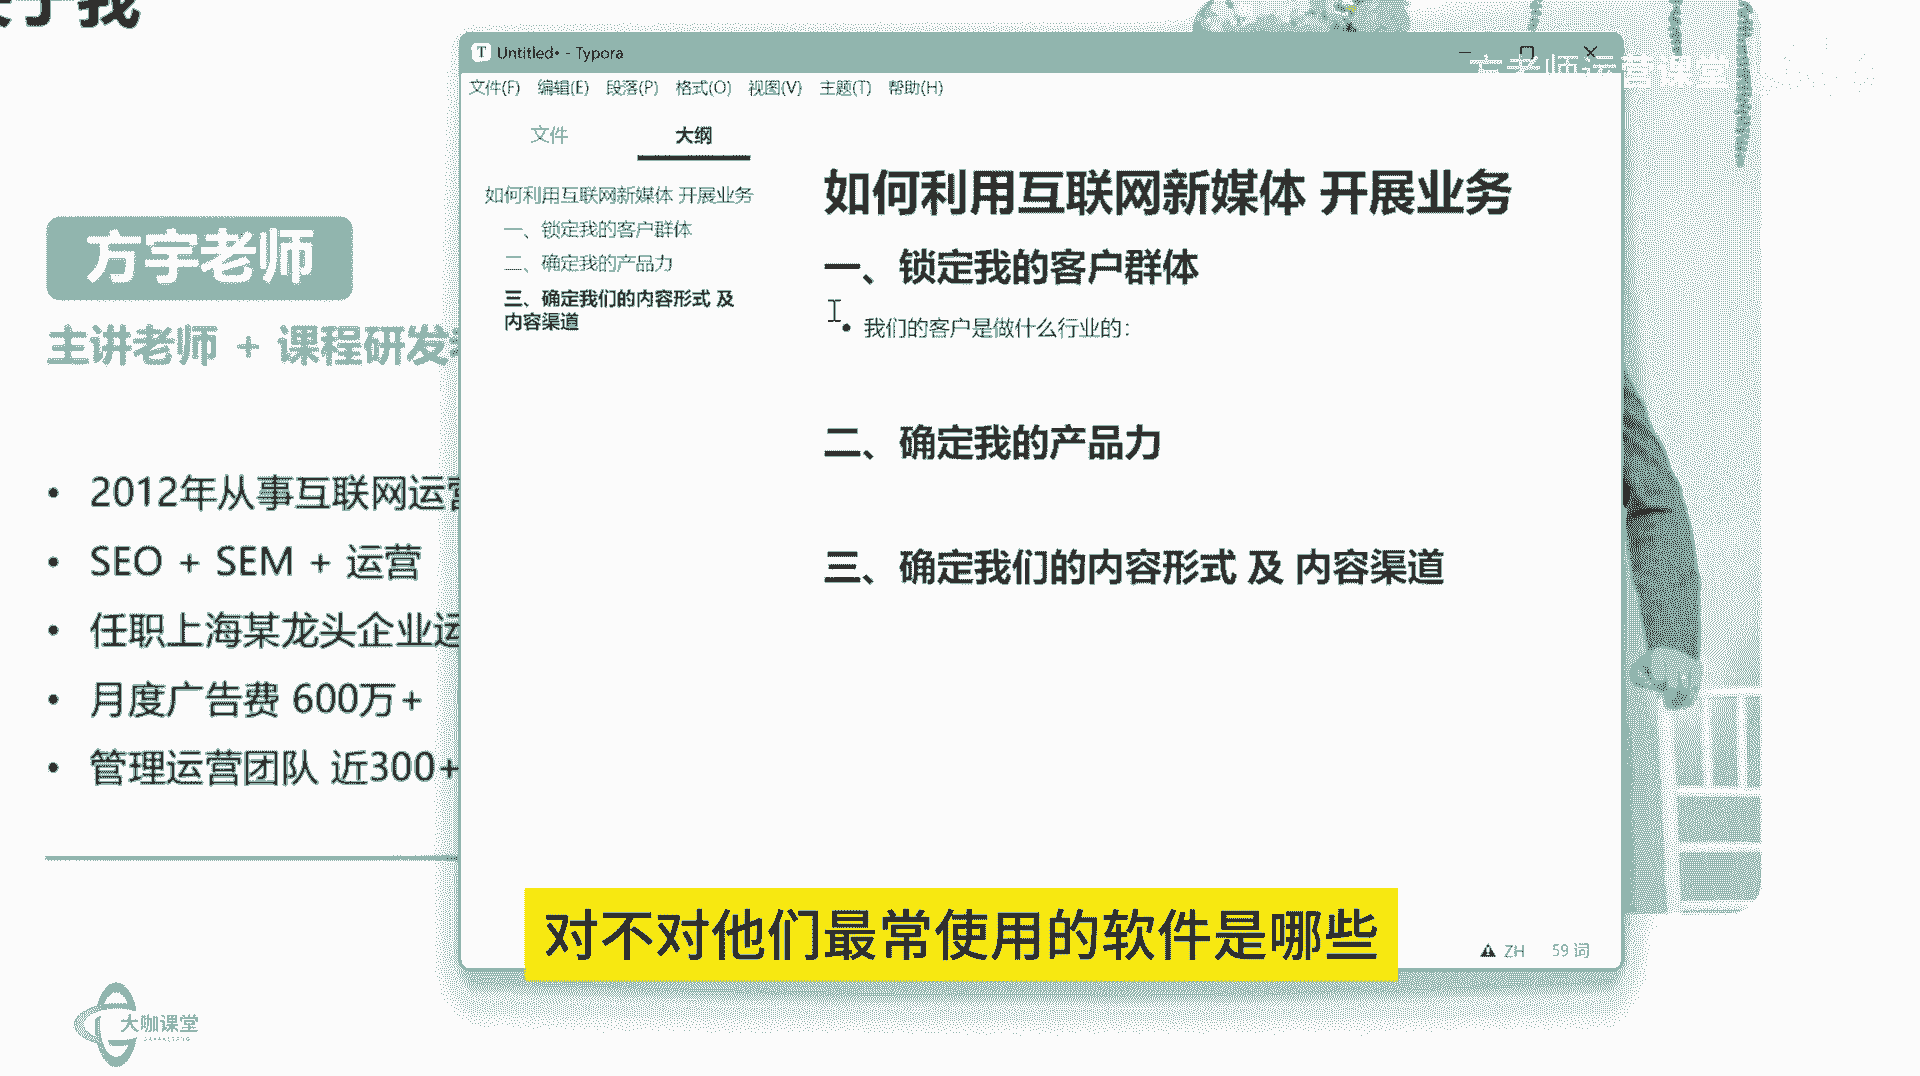 Untitled• - Typora
文件(F) 编辑(E) 段落(P) 格式(O) 视图(V) 主题(T) 帮助(H)
文件 大纲
如何利用互联网新媒体 开展业务
一、锁定我的客户群体
二、确定我的产品力
三、确定我们的内容形式 及
内容渠道
如何利用互联网新媒体 开展业务
一、锁定我的客户群体
• 我们的客户是做什么行业的：
二、确定我的产品力
三、确定我们的内容形式 及 内容渠道
ZH 59 词
方老师运营课堂
于我
方宇老师
主讲老师 + 课程研发
• 2012年从事互联网运营
• SEO + SEM + 运营
• 任职上海某龙头企业运
• 月度广告费 600万+
• 管理运营团队 近300+
对不对他们最常使用的软件是哪些
大咖课堂